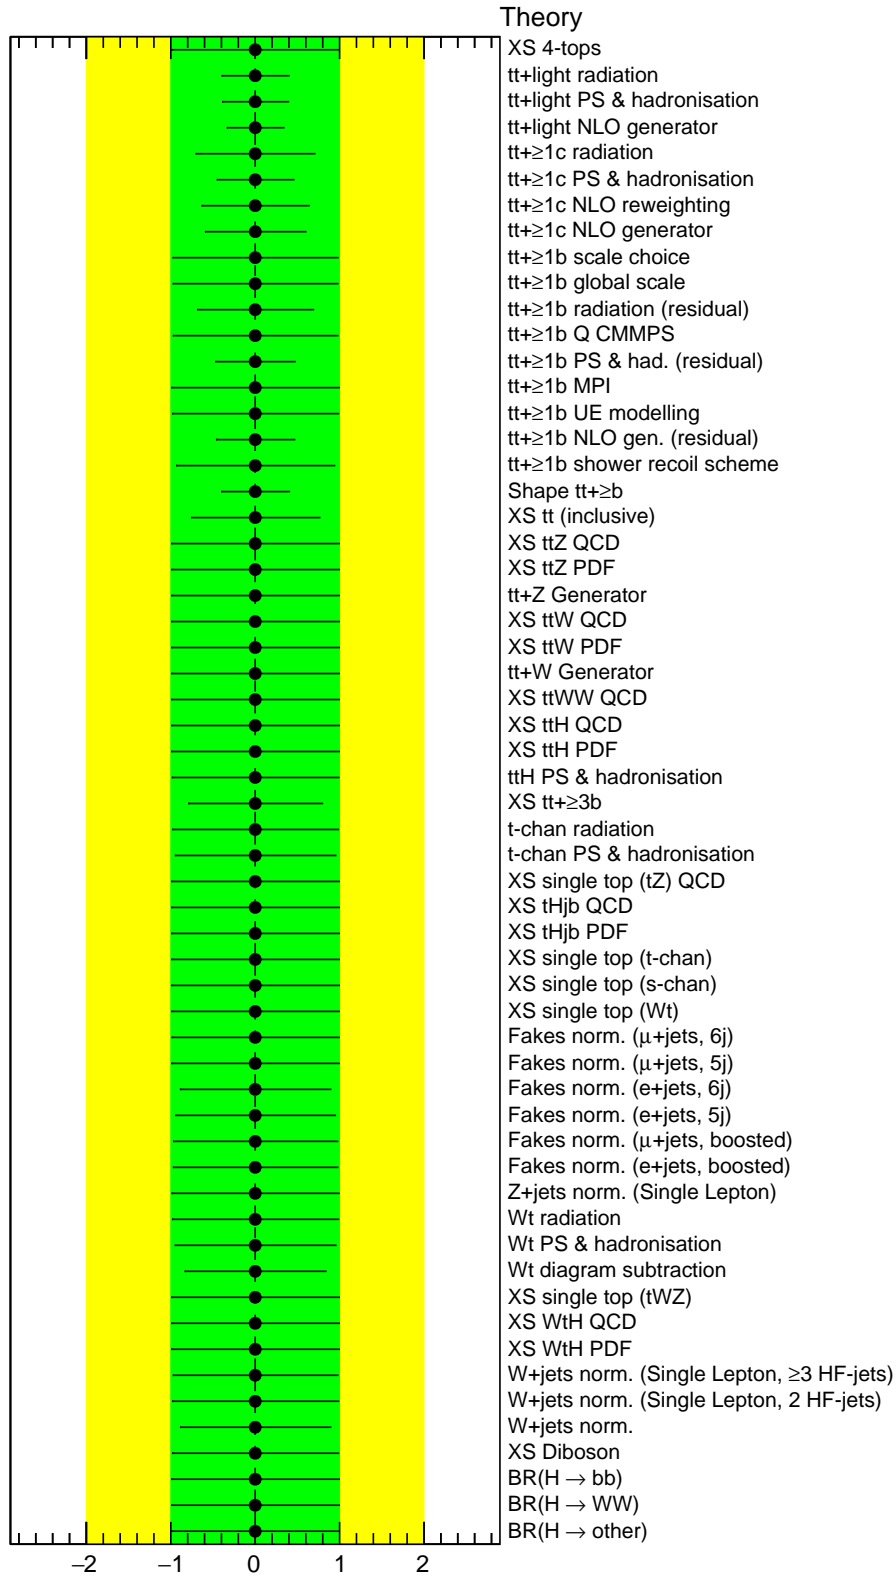 Theory
XS 4-tops
tt+light radiation
tt+light PS & hadronisation
tt+light NLO generator
tt+≥1c radiation
tt+≥1c PS & hadronisation
tt+≥1c NLO reweighting
tt+≥1c NLO generator
tt+≥1b scale choice
tt+≥1b global scale
tt+≥1b radiation (residual)
tt+≥1b Q CMMPS
tt+≥1b PS & had. (residual)
tt+≥1b MPI
tt+≥1b UE modelling
tt+≥1b NLO gen. (residual)
tt+≥1b shower recoil scheme
Shape tt+≥b
XS tt (inclusive)
XS ttZ QCD
XS ttZ PDF
tt+Z Generator
XS ttW QCD
XS ttW PDF
tt+W Generator
XS ttWW QCD
XS ttH QCD
XS ttH PDF
ttH PS & hadronisation
XS tt+≥3b
t-chan radiation
t-chan PS & hadronisation
XS single top (tZ) QCD
XS tHjb QCD
XS tHjb PDF
XS single top (t-chan)
XS single top (s-chan)
XS single top (Wt)
Fakes norm. (μ+jets, 6j)
Fakes norm. (μ+jets, 5j)
Fakes norm. (e+jets, 6j)
Fakes norm. (e+jets, 5j)
Fakes norm. (μ+jets, boosted)
Fakes norm. (e+jets, boosted)
Z+jets norm. (Single Lepton)
Wt radiation
Wt PS & hadronisation
Wt diagram subtraction
XS single top (tWZ)
XS WtH QCD
XS WtH PDF
W+jets norm. (Single Lepton, ≥3 HF-jets)
W+jets norm. (Single Lepton, 2 HF-jets)
W+jets norm.
XS Diboson
BR(H → bb)
BR(H → WW)
BR(H → other)
−2 −1 0 1 2